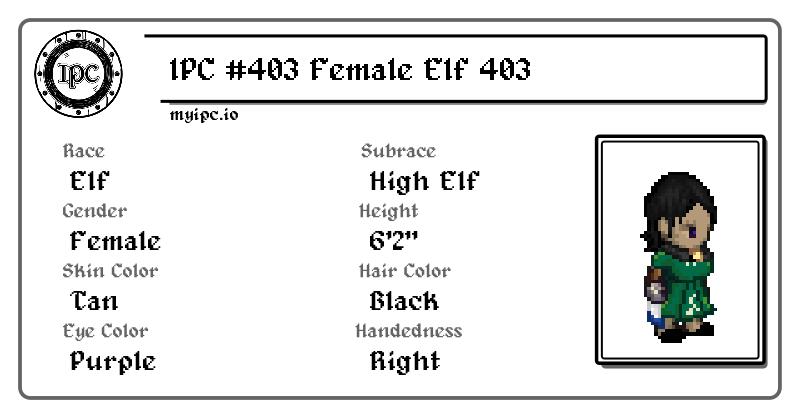 IPC
IPC #403 Female Elf 403
myipc.io
Race
Elf
Subrace
High Elf
Gender
Female
Height
6'2"
Skin Color
Tan
Hair Color
Black
Eye Color
Purple
Handedness
Right